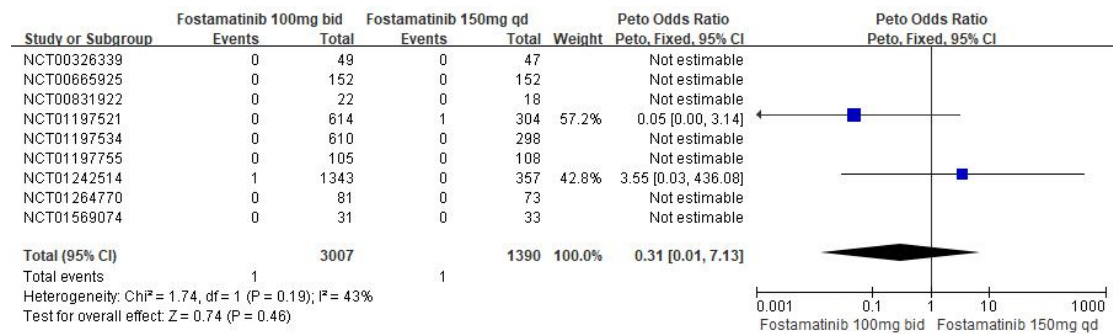 Fostamatinib 100mg bid Fostamatinib 150mg qd Peto Odds Ratio Peto Odds Ratio
Study or Subgroup Events Total Events Total Weight Peto, Fixed, 95% CI Peto, Fixed, 95% CI
NCT00326339 0 49 0 47 Not estimable
NCT00665925 0 152 0 152 Not estimable
NCT00831922 0 22 0 18 Not estimable
NCT01197521 0 614 1 304 57.2% 0.05 [0.00, 3.14]
NCT01197534 0 610 0 298 Not estimable
NCT01197755 0 105 0 108 Not estimable
NCT01242514 1 1343 0 357 42.8% 3.55 [0.03, 436.08]
NCT01264770 0 81 0 73 Not estimable
NCT01569074 0 31 0 33 Not estimable
Total (95% CI) 3007 1390 100.0% 0.31 [0.01, 7.13]
Total events 1 1
Heterogeneity: Chi² = 1.74, df = 1 (P = 0.19); I² = 43%
Test for overall effect: Z = 0.74 (P = 0.46)
0.001 0.1 1 10 1000
Fostamatinib 100mg bid Fostamatinib 150mg qd